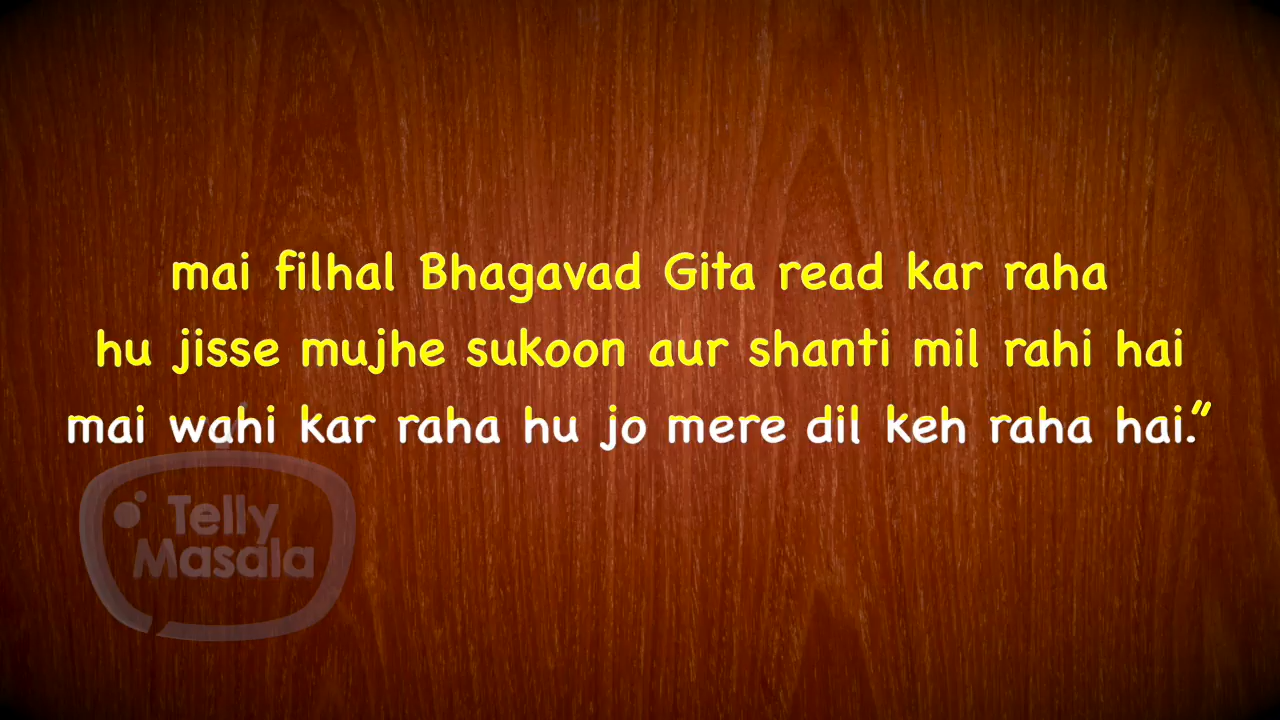 mai filhal Bhagavad Gita read kar raha
hu jisse mujhe sukoon aur shanti mil rahi hai
mai wahi kar raha hu jo mere dil keh raha hai.”
Telly
Masala